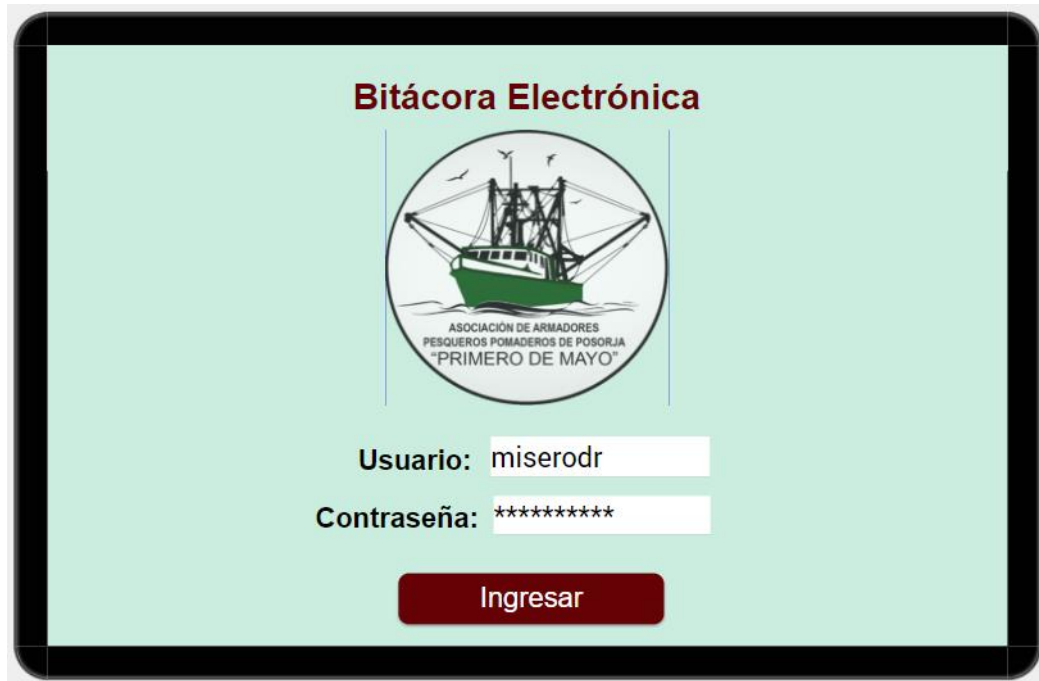 Bitácora Electrónica
ASOCIACIÓN DE ARMADORES
PESQUEROS POMADEROS DE POSORJA
"PRIMERO DE MAYO"
Usuario: miserodr
Contraseña: **********
Ingresar